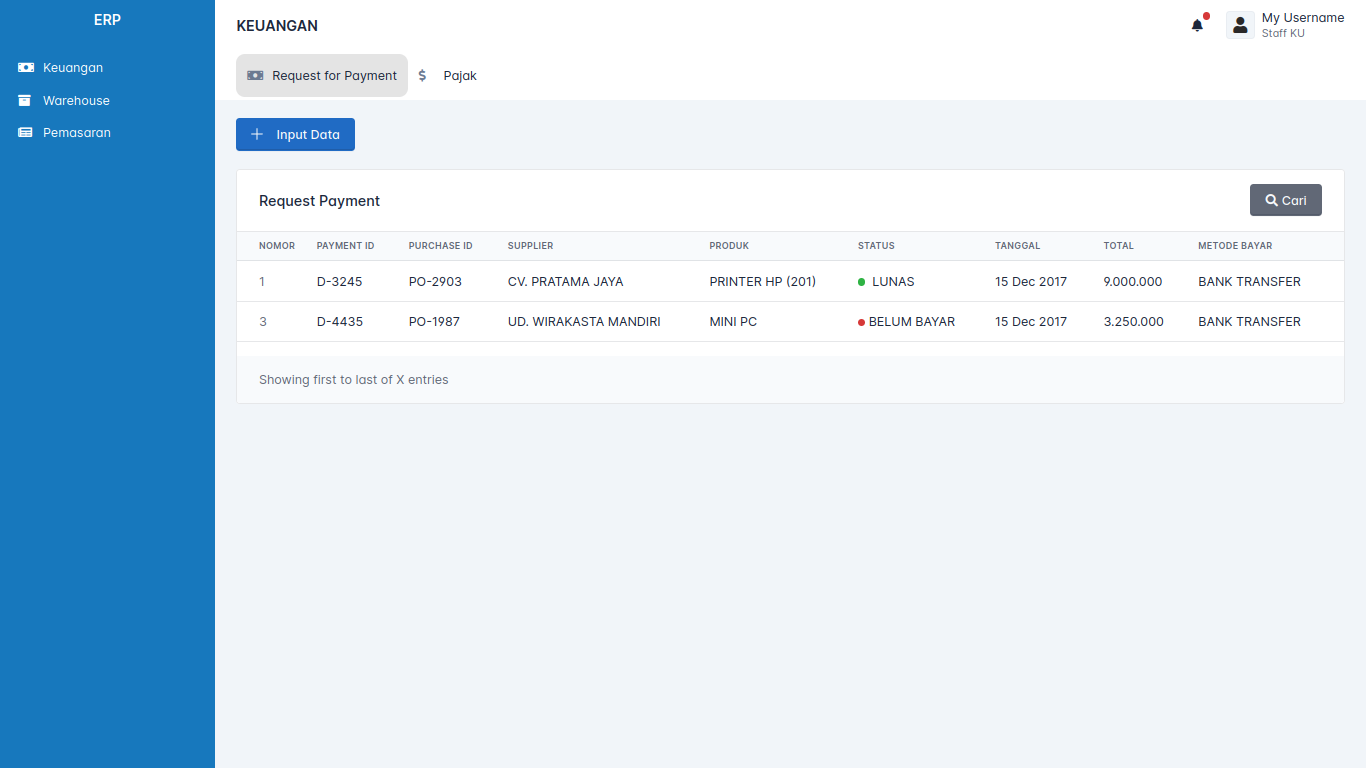 ERP
Keuangan
Warehouse
Pemasaran
KEUANGAN
My Username
Staff KU
Request for Payment
$ Pajak
+ Input Data
Request Payment
Cari
NOMOR PAYMENT ID PURCHASE ID SUPPLIER PRODUK STATUS TANGGAL TOTAL METODE BAYAR
1 D-3245 PO-2903 CV. PRATAMA JAYA PRINTER HP (201) LUNAS 15 Dec 2017 9.000.000 BANK TRANSFER
3 D-4435 PO-1987 UD. WIRAKASTA MANDIRI MINI PC BELUM BAYAR 15 Dec 2017 3.250.000 BANK TRANSFER
Showing first to last of X entries